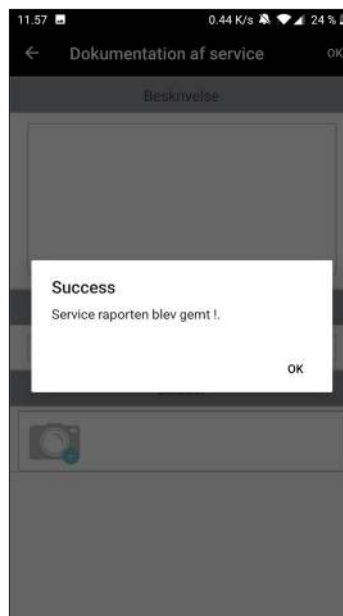 11.57 0.44 K/s 24 %
Dokumentation af service OK
Beskrivelse
Success
Service raporten blev gemt !.
OK